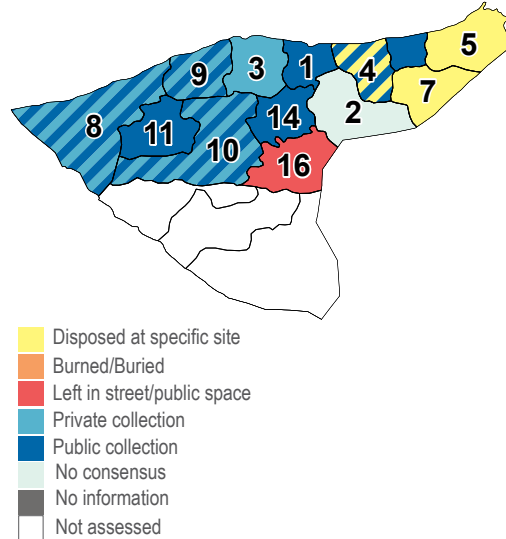 5
1
4
3
9
7
2
8
14
11
10
16
Disposed at specific site
Burned/Buried
Left in street/public space
Private collection
Public collection
No consensus
No information
Not assessed